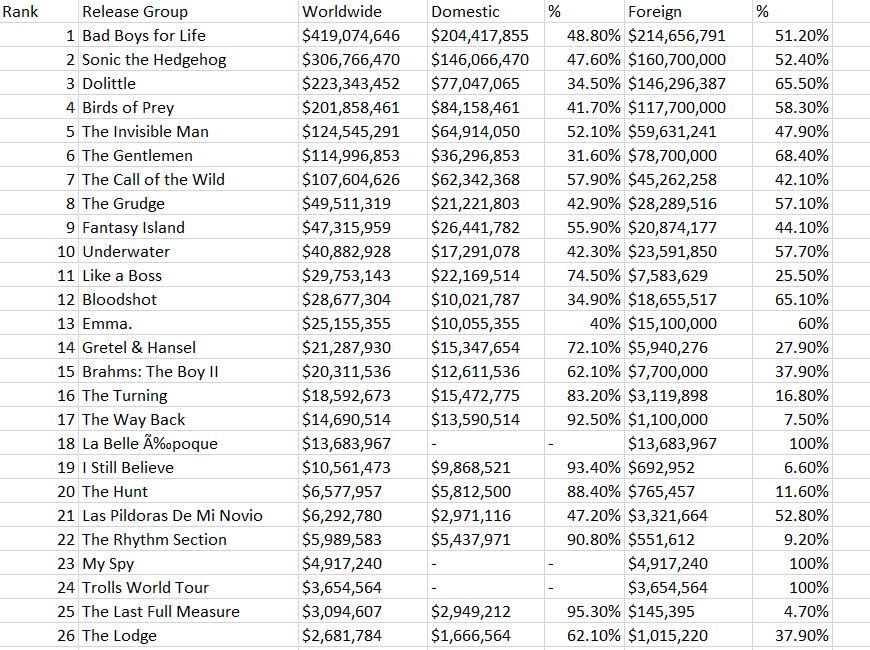 Rank Release Group Worldwide Domestic % Foreign %
1 Bad Boys for Life $419,074,646 $204,417,855 48.80% $214,656,791 51.20%
2 Sonic the Hedgehog $306,766,470 $146,066,470 47.60% $160,700,000 52.40%
3 Dolittle $223,343,452 $77,047,065 34.50% $146,296,387 65.50%
4 Birds of Prey $201,858,461 $84,158,461 41.70% $117,700,000 58.30%
5 The Invisible Man $124,545,291 $64,914,050 52.10% $59,631,241 47.90%
6 The Gentlemen $114,996,853 $36,296,853 31.60% $78,700,000 68.40%
7 The Call of the Wild $107,604,626 $62,342,368 57.90% $45,262,258 42.10%
8 The Grudge $49,511,319 $21,221,803 42.90% $28,289,516 57.10%
9 Fantasy Island $47,315,959 $26,441,782 55.90% $20,874,177 44.10%
10 Underwater $40,882,928 $17,291,078 42.30% $23,591,850 57.70%
11 Like a Boss $29,753,143 $22,169,514 74.50% $7,583,629 25.50%
12 Bloodshot $28,677,304 $10,021,787 34.90% $18,655,517 65.10%
13 Emma. $25,155,355 $10,055,355 40% $15,100,000 60%
14 Gretel & Hansel $21,287,930 $15,347,654 72.10% $5,940,276 27.90%
15 Brahms: The Boy II $20,311,536 $12,611,536 62.10% $7,700,000 37.90%
16 The Turning $18,592,673 $15,472,775 83.20% $3,119,898 16.80%
17 The Way Back $14,690,514 $13,590,514 92.50% $1,100,000 7.50%
18 La Belle Ã‰poque $13,683,967 - - $13,683,967 100%
19 I Still Believe $10,561,473 $9,868,521 93.40% $692,952 6.60%
20 The Hunt $6,577,957 $5,812,500 88.40% $765,457 11.60%
21 Las Pildoras De Mi Novio $6,292,780 $2,971,116 47.20% $3,321,664 52.80%
22 The Rhythm Section $5,989,583 $5,437,971 90.80% $551,612 9.20%
23 My Spy $4,917,240 - - $4,917,240 100%
24 Trolls World Tour $3,654,564 - - $3,654,564 100%
25 The Last Full Measure $3,094,607 $2,949,212 95.30% $145,395 4.70%
26 The Lodge $2,681,784 $1,666,564 62.10% $1,015,220 37.90%